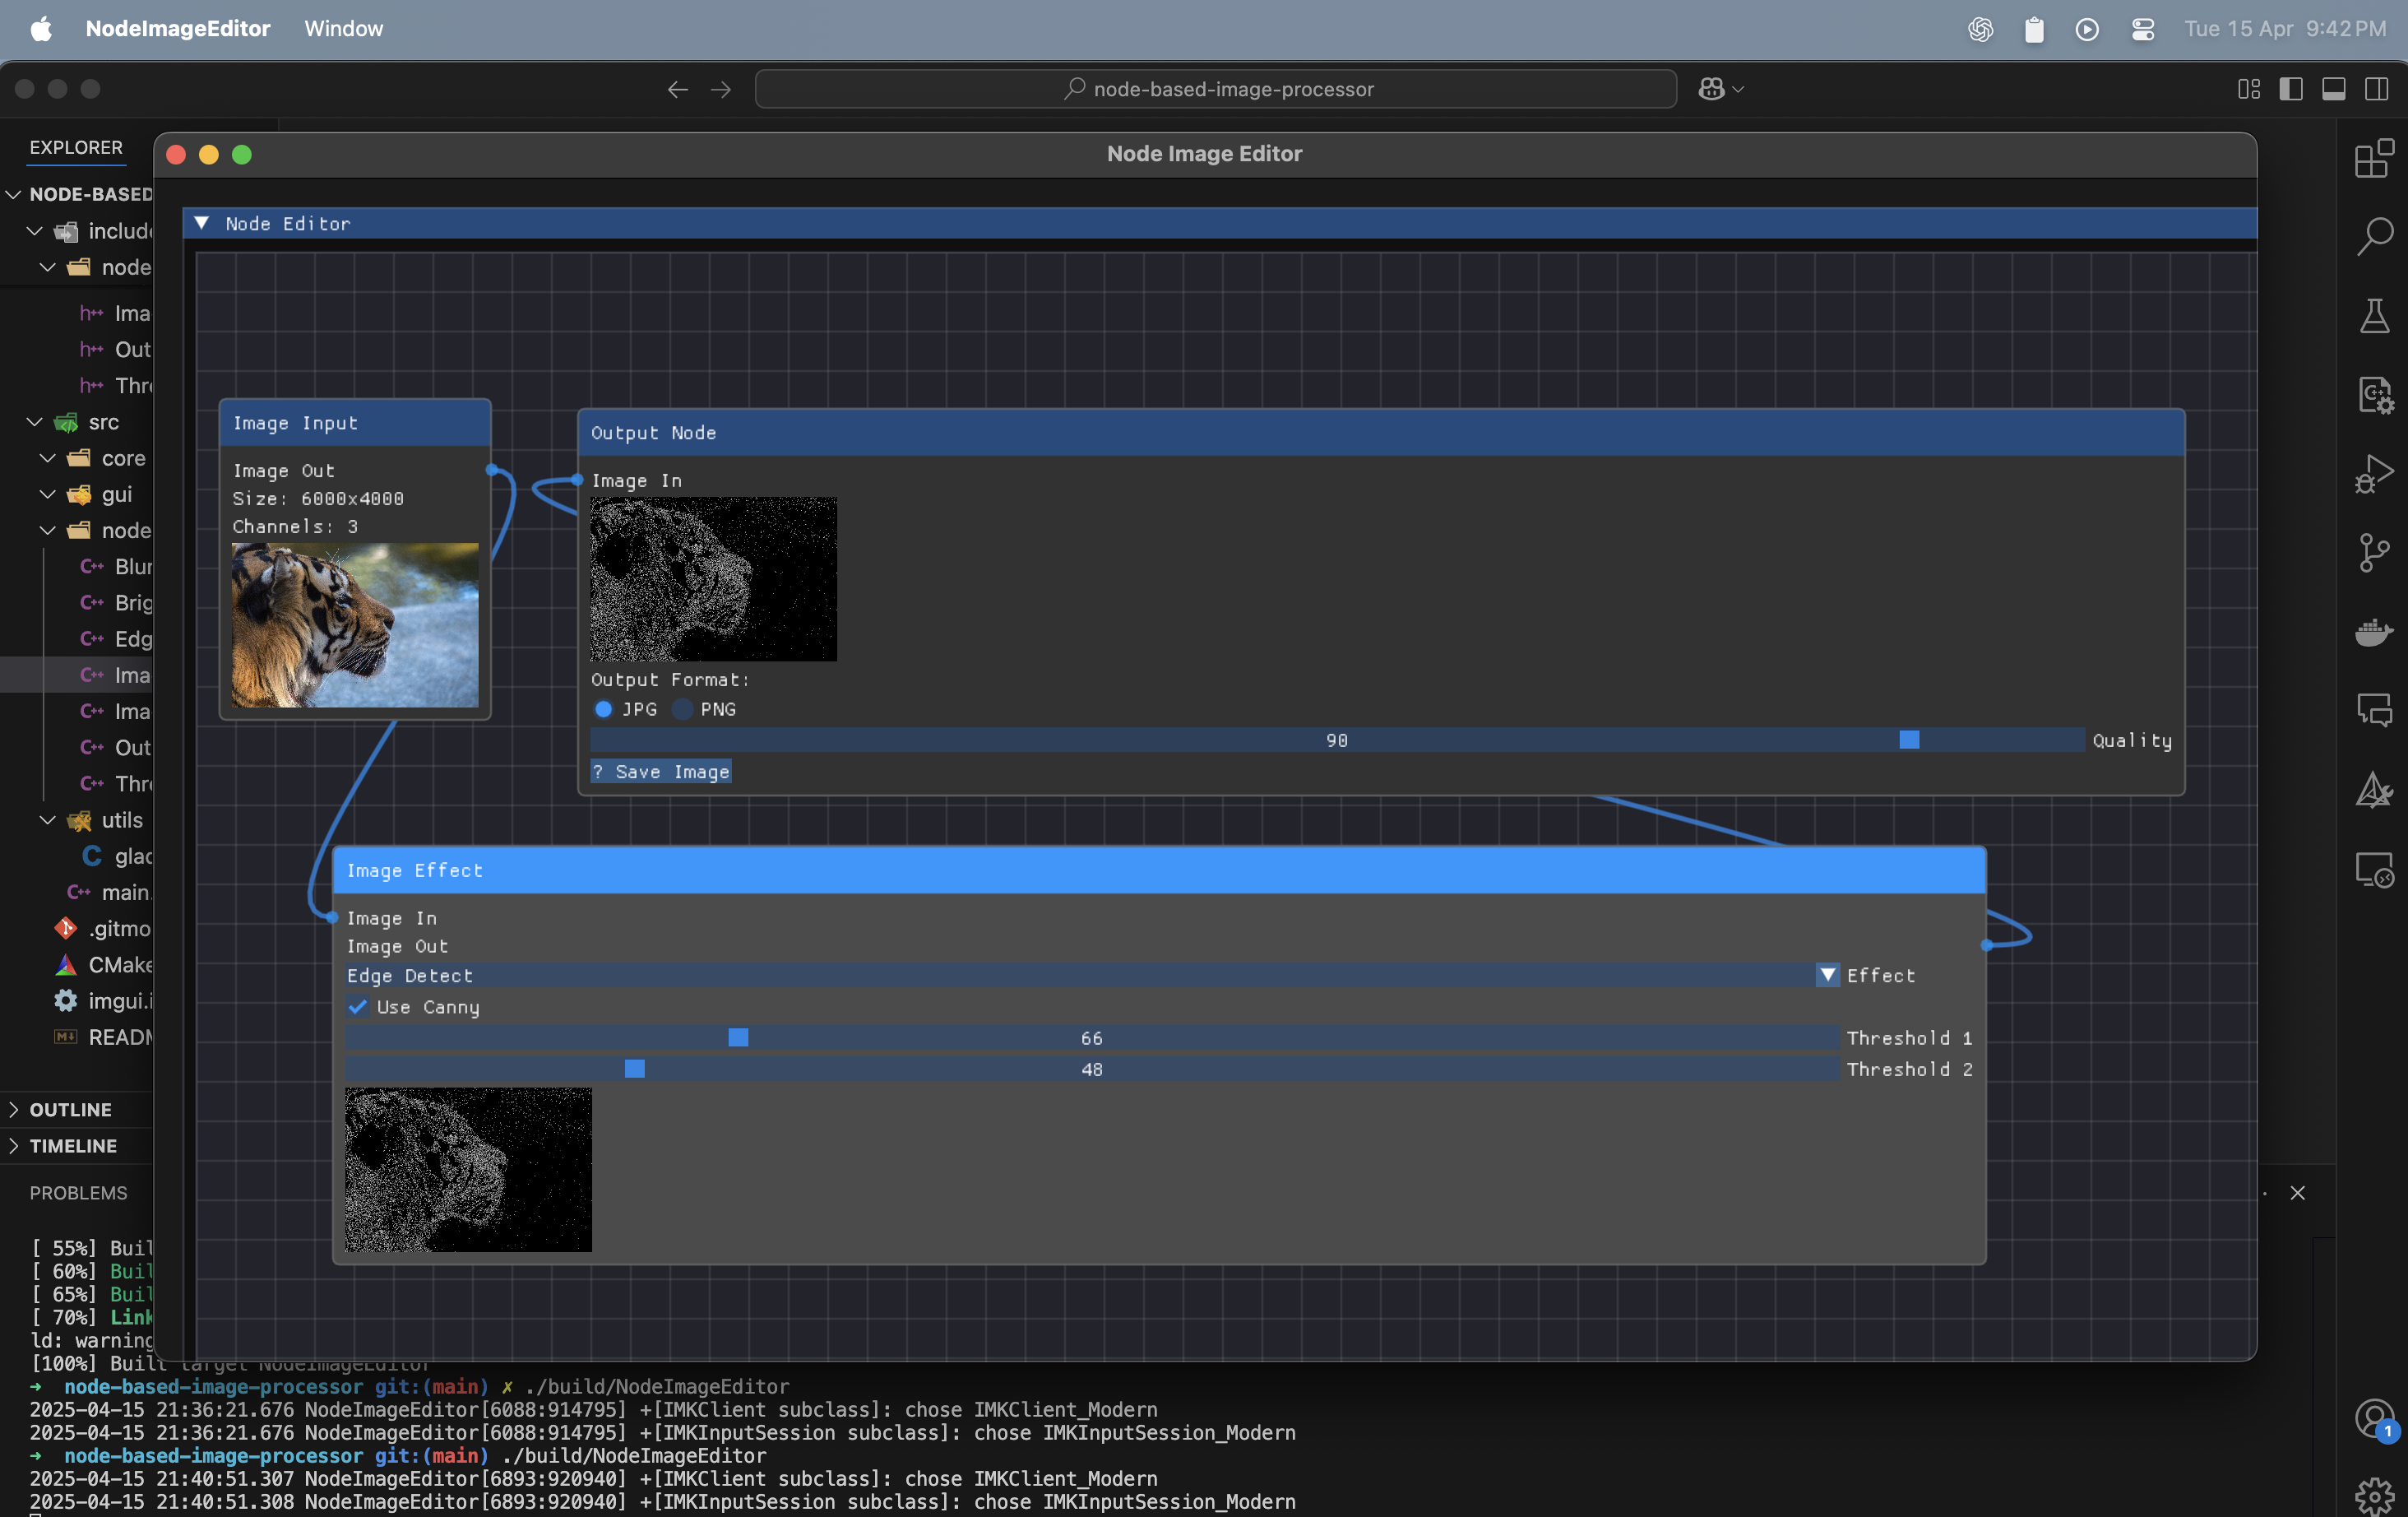 NodeImageEditor Window
Tue 15 Apr 9:42 PM
node-based-image-processor
EXPLORER
Node Image Editor
NODE-BASED
Node Editor
includ
node
Ima
Out
Thre
src
core
gui
node
Blur
Brig
Edg
Ima
Ima
Out
Thre
utils
glad
main.
.gitmo
CMake
imgui.i
READM
OUTLINE
TIMELINE
Image Input
Image Out
Size: 6000x4000
Channels: 3
Output Node
Image In
Output Format:
JPG PNG
90 Quality
? Save Image
Image Effect
Image In
Image Out
Edge Detect Effect
Use Canny
66 Threshold 1
48 Threshold 2
PROBLEMS
[ 55%] Buil
[ 60%] Buil
[ 65%] Buil
[ 70%] Link
ld: warning
[100%] Built target NodeImageEditor
→ node-based-image-processor git:(main) ✗ ./build/NodeImageEditor
2025-04-15 21:36:21.676 NodeImageEditor[6088:914795] +[IMKClient subclass]: chose IMKClient_Modern
2025-04-15 21:36:21.676 NodeImageEditor[6088:914795] +[IMKInputSession subclass]: chose IMKInputSession_Modern
→ node-based-image-processor git:(main) ./build/NodeImageEditor
2025-04-15 21:40:51.307 NodeImageEditor[6893:920940] +[IMKClient subclass]: chose IMKClient_Modern
2025-04-15 21:40:51.308 NodeImageEditor[6893:920940] +[IMKInputSession subclass]: chose IMKInputSession_Modern
1